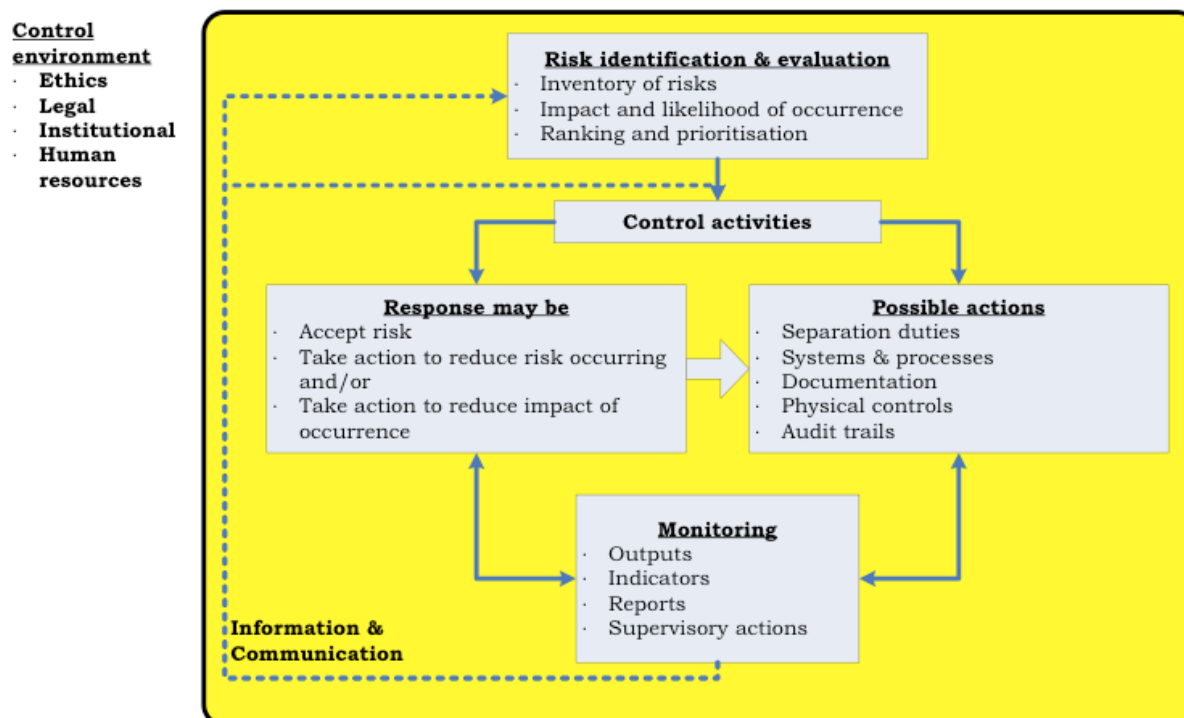 Control
environment
· Ethics
· Legal
· Institutional
· Human
resources
Risk identification & evaluation
· Inventory of risks
· Impact and likelihood of occurrence
· Ranking and prioritisation
Control activities
Response may be
· Accept risk
· Take action to reduce risk occurring
and/or
· Take action to reduce impact of
occurrence
Possible actions
· Separation duties
· Systems & processes
· Documentation
· Physical controls
· Audit trails
Monitoring
· Outputs
· Indicators
· Reports
· Supervisory actions
Information &
Communication